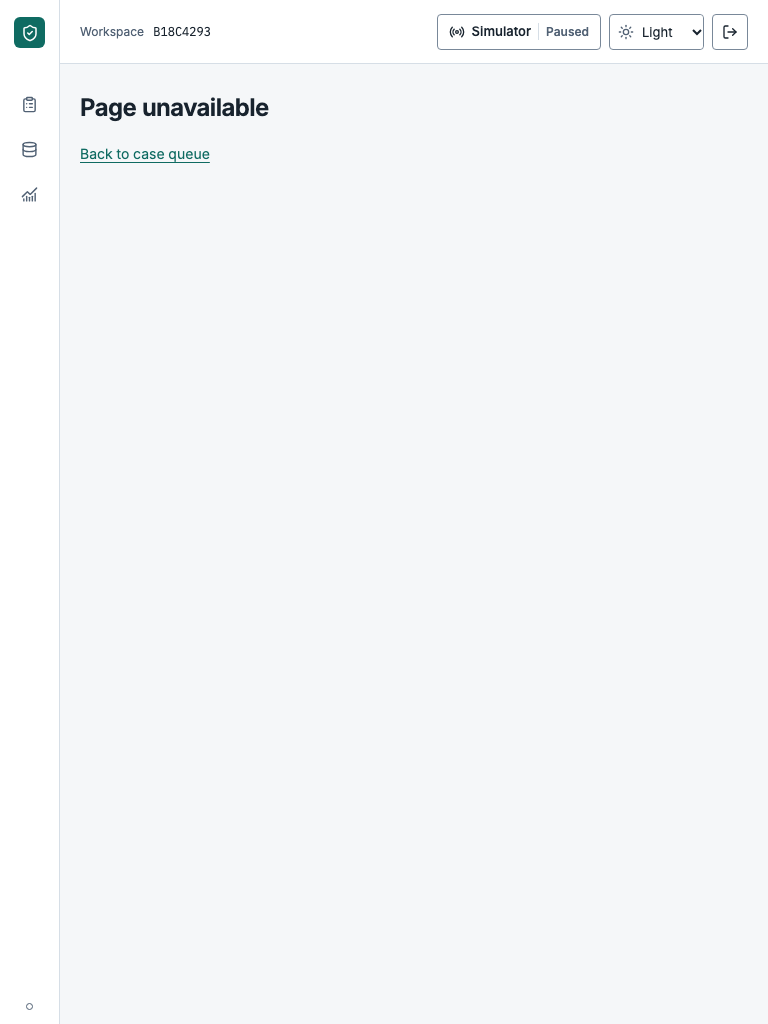 Workspace B18C4293
Simulator Paused
Light
Page unavailable
Back to case queue